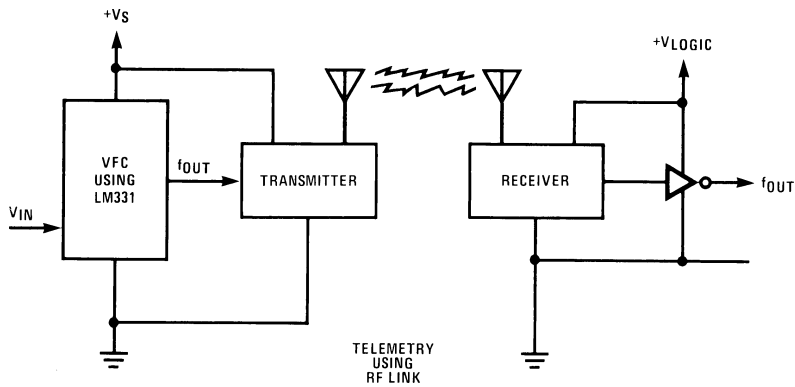 +VS
+VLOGIC
VFC
USING
LM331
fOUT
TRANSMITTER
RECEIVER
fOUT
VIN
TELEMETRY
USING
RF LINK